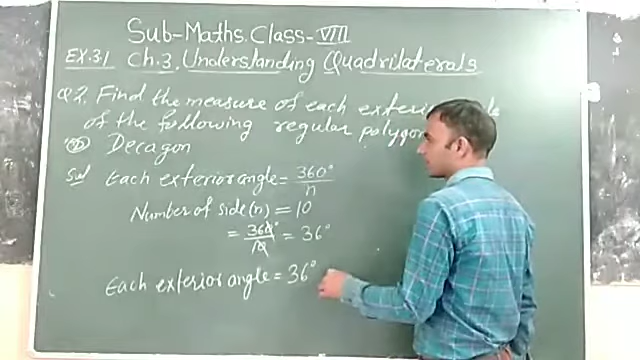 Sub-Maths. Class-VIII
EX.3.1 Ch.3. Understanding Quadrilaterals
Q2. Find the measure of each exterior
of the following regular polygon
Decagon
Sol Each exterior angle = 360°/n
Number of side (n) = 10
= 360°/10 = 36°
Each exterior angle = 36°